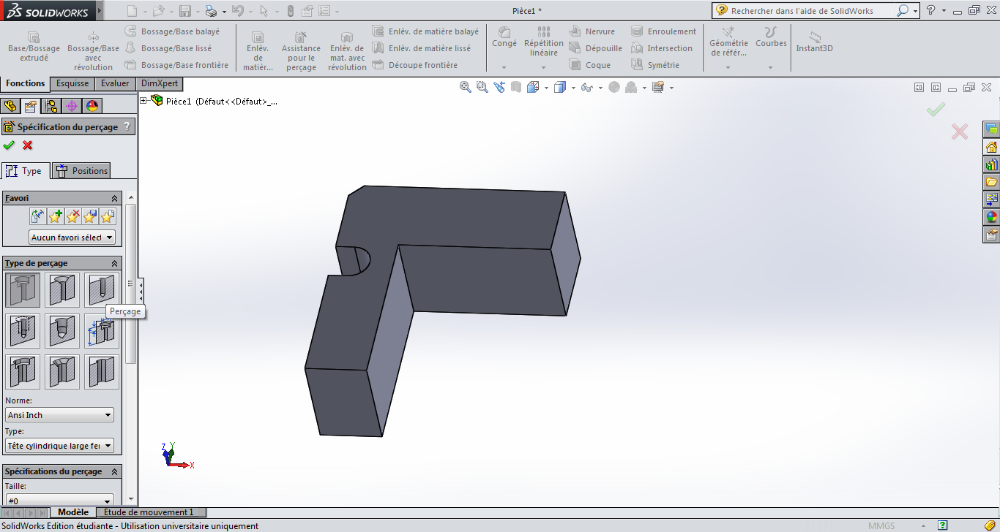 SOLIDWORKS
Pièce1 *
Rechercher dans l'aide de SolidWorks
Base/Bossage extrudé
Bossage/Base avec révolution
Bossage/Base balayé
Bossage/Base lissé
Bossage/Base frontière
Enlèv. de matièr...
Assistance pour le perçage
Enlèv. de mat. avec révolution
Enlèv. de matière balayé
Enlèv. de matière lissé
Découpe frontière
Congé
Répétition linéaire
Nervure
Dépouille
Coque
Enroulement
Intersection
Symétrie
Géométrie de référ...
Courbes
Instant3D
Fonctions
Esquisse
Evaluer
DimXpert
Pièce1 (Défaut<<Défaut>_...
Spécification du perçage ?
Type
Positions
Favori
Aucun favori sélect
Type de perçage
Perçage
Norme:
Ansi Inch
Type:
Tête cylindrique large fer
Spécifications du perçage
Taille:
#0
Z
Y
X
Modèle
Etude de mouvement 1
SolidWorks Edition étudiante - Utilisation universitaire uniquement
MMGS